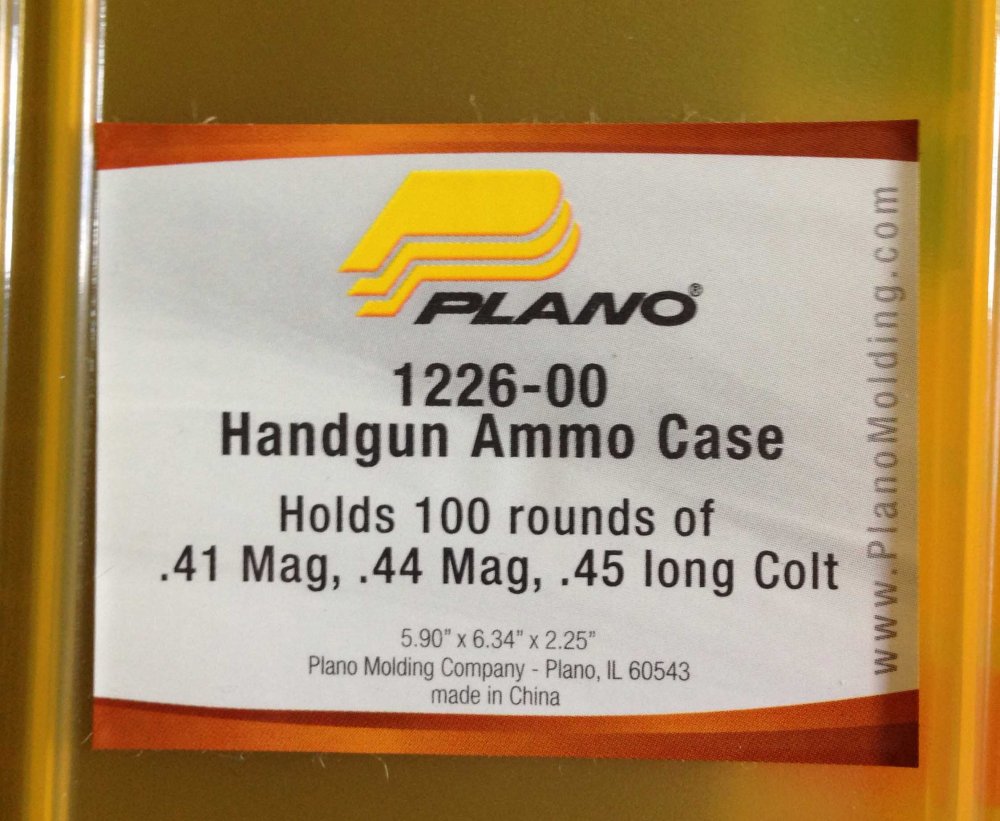 PLANO®
1226-00
Handgun Ammo Case
Holds 100 rounds of
.41 Mag, .44 Mag, .45 long Colt
5.90” x 6.34” x 2.25”
Plano Molding Company - Plano, IL 60543
made in China
www.PlanoMolding.com